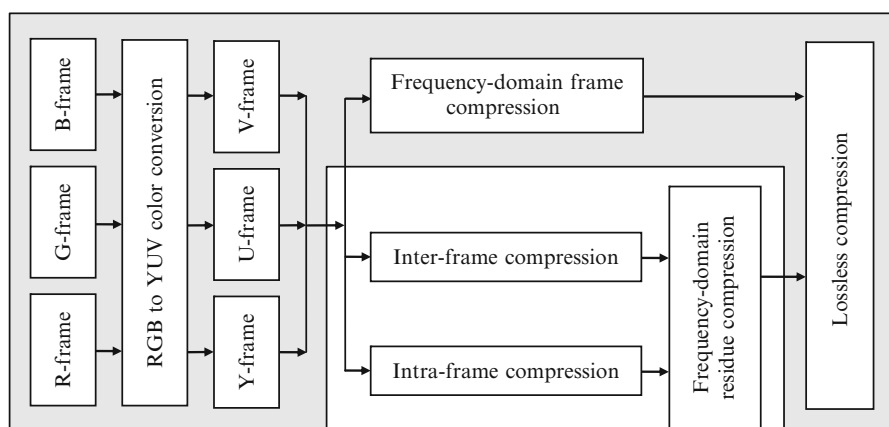 B-frame
G-frame
R-frame
RGB to YUV color conversion
V-frame
U-frame
Y-frame
Frequency-domain frame
compression
Inter-frame compression
Intra-frame compression
Frequency-domain
residue compression
Lossless compression